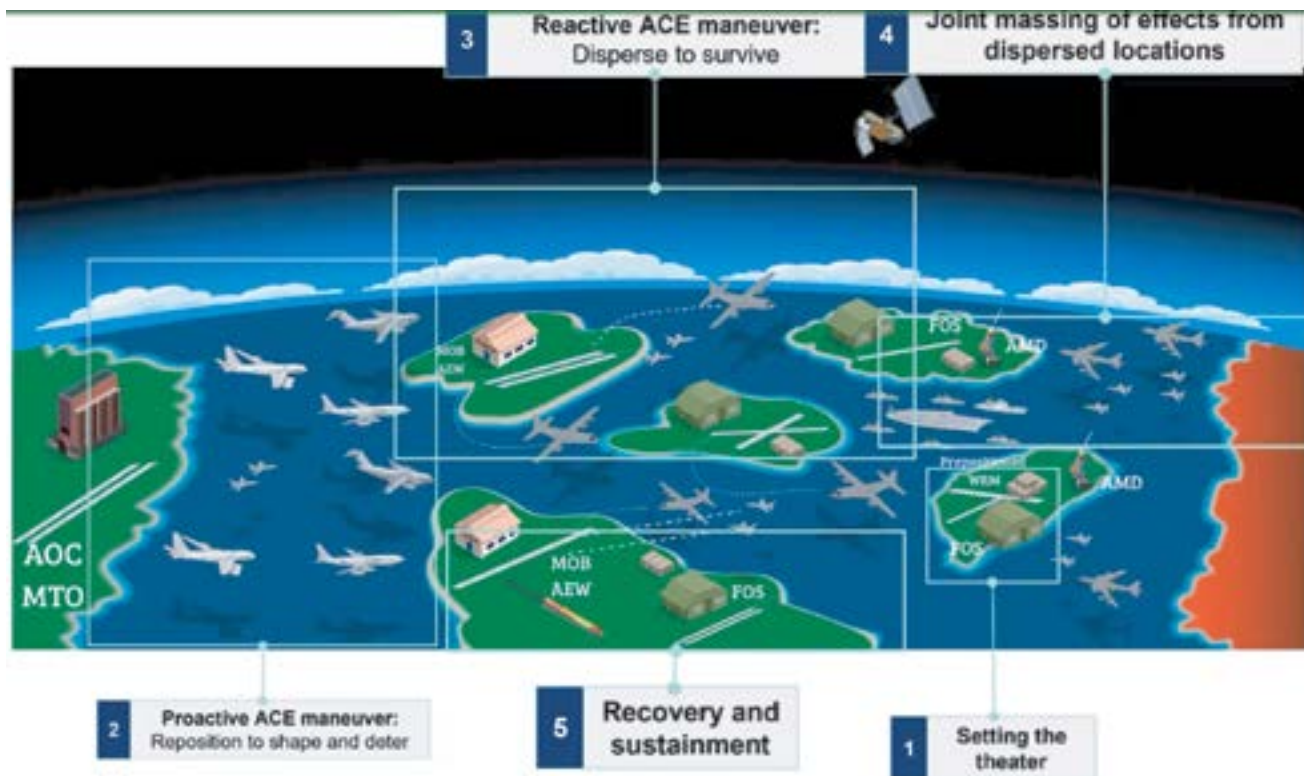 3
Reactive ACE maneuver:
Disperse to survive
4
Joint massing of effects from
dispersed locations
MOB
AEW
FOS
AMD
Prepositioned
WRM
AMD
FOS
AOC
MTO
MOB
AEW
FOS
2
Proactive ACE maneuver:
Reposition to shape and deter
5
Recovery and
sustainment
1
Setting the
theater